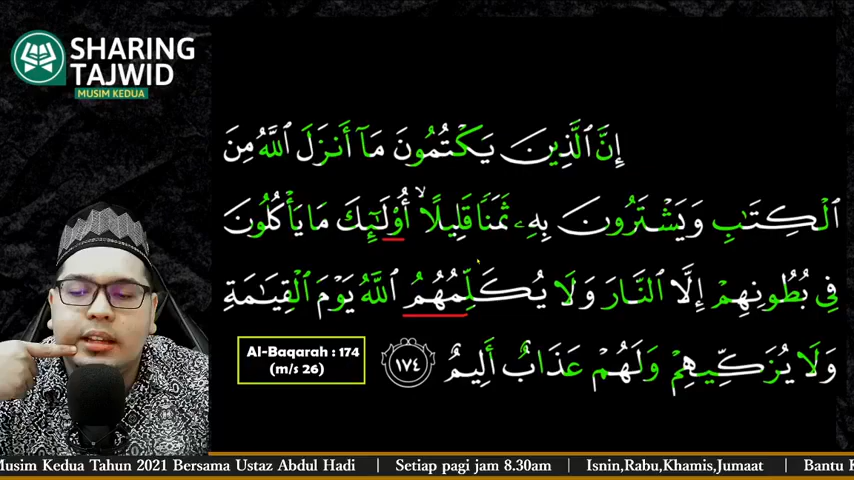 SHARING
TAJWID
MUSIM KEDUA
إِنَّ ٱلَّذِينَ يَكْتُمُونَ مَآ أَنزَلَ ٱللَّهُ مِنَ
ٱلْكِتَٰبِ وَيَشْتَرُونَ بِهِۦ ثَمَنًا قَلِيلًا ۙ أُو۟لَٰٓئِكَ مَا يَأْكُلُونَ
فِى بُطُونِهِمْ إِلَّا ٱلنَّارَ وَلَا يُكَلِّمُهُمُ ٱللَّهُ يَوْمَ ٱلْقِيَٰمَةِ
وَلَا يُزَكِّيهِمْ وَلَهُمْ عَذَابٌ أَلِيمٌ ١٧٤
Al-Baqarah : 174
(m/s 26)
Musim Kedua Tahun 2021 Bersama Ustaz Abdul Hadi | Setiap pagi jam 8.30am | Isnin,Rabu,Khamis,Jumaat | Bantu